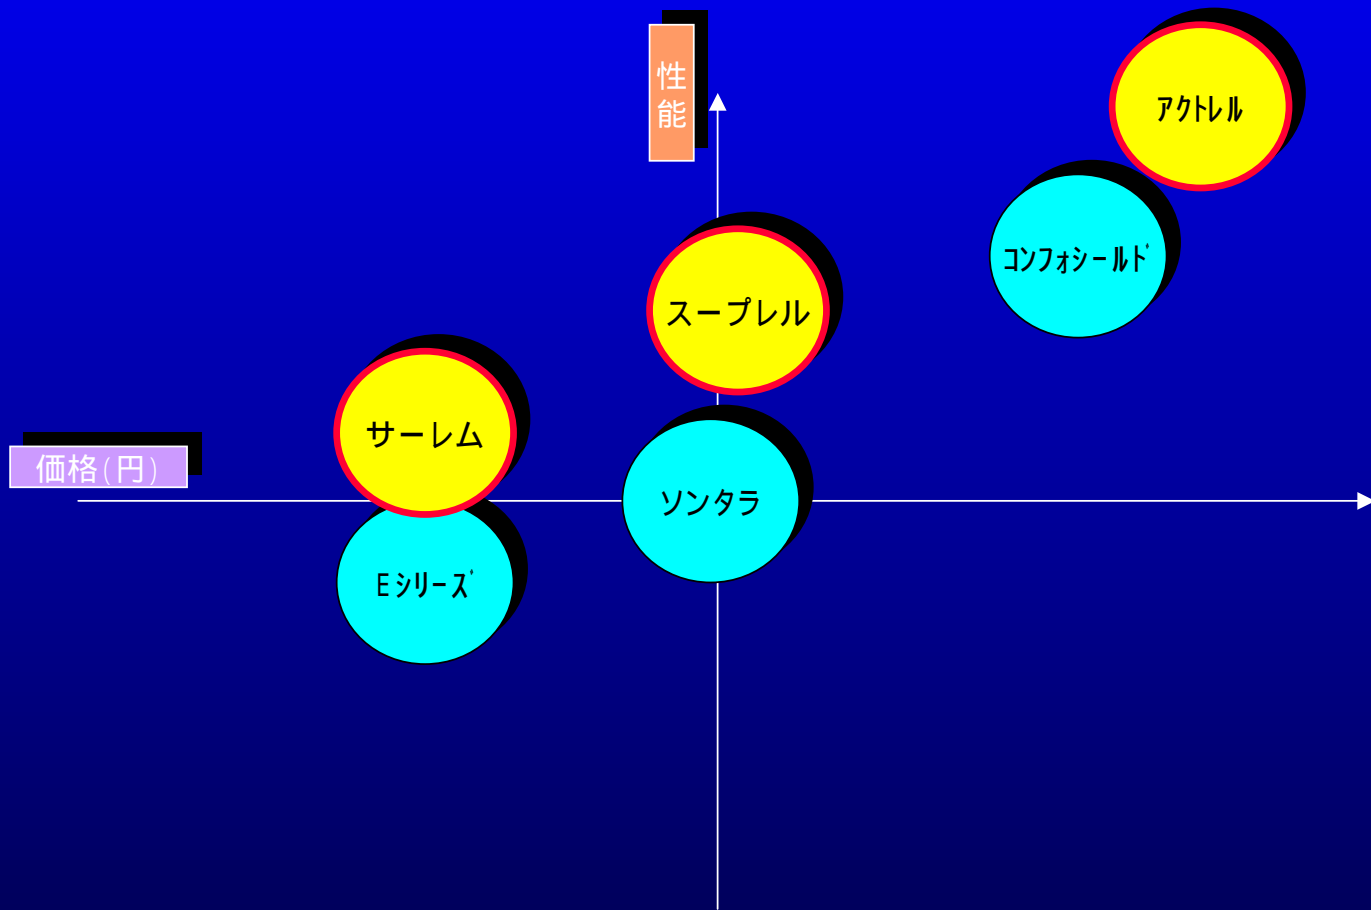 性能
ｱｸﾄﾚﾙ
ｺﾝﾌｫｼｰﾙﾄﾞ
スープレル
サーレム
価格(円)
ソンタラ
Eｼﾘｰｽﾞ